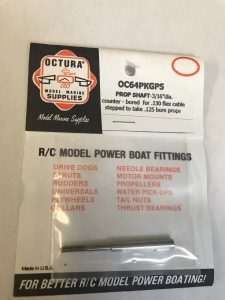 OCTURA
MODEL MARINE
SUPPLIES
Model Marine Supplies
OC64PKGPS
PROP SHAFT-3/16"dia.
counter - bored for .130 flex cable
stepped to take .125 bore props
R/C MODEL POWER BOAT FITTINGS
DRIVE DOGS
STRUTS
RUDDERS
UNIVERSALS
FLYWHEELS
COLLARS
NEEDLE BEARINGS
MOTOR MOUNTS
PROPELLERS
WATER PICK-UPS
TAIL NUTS
THRUST BEARINGS
Made in U.S.A.
FOR BETTER R/C MODEL POWER BOATING!